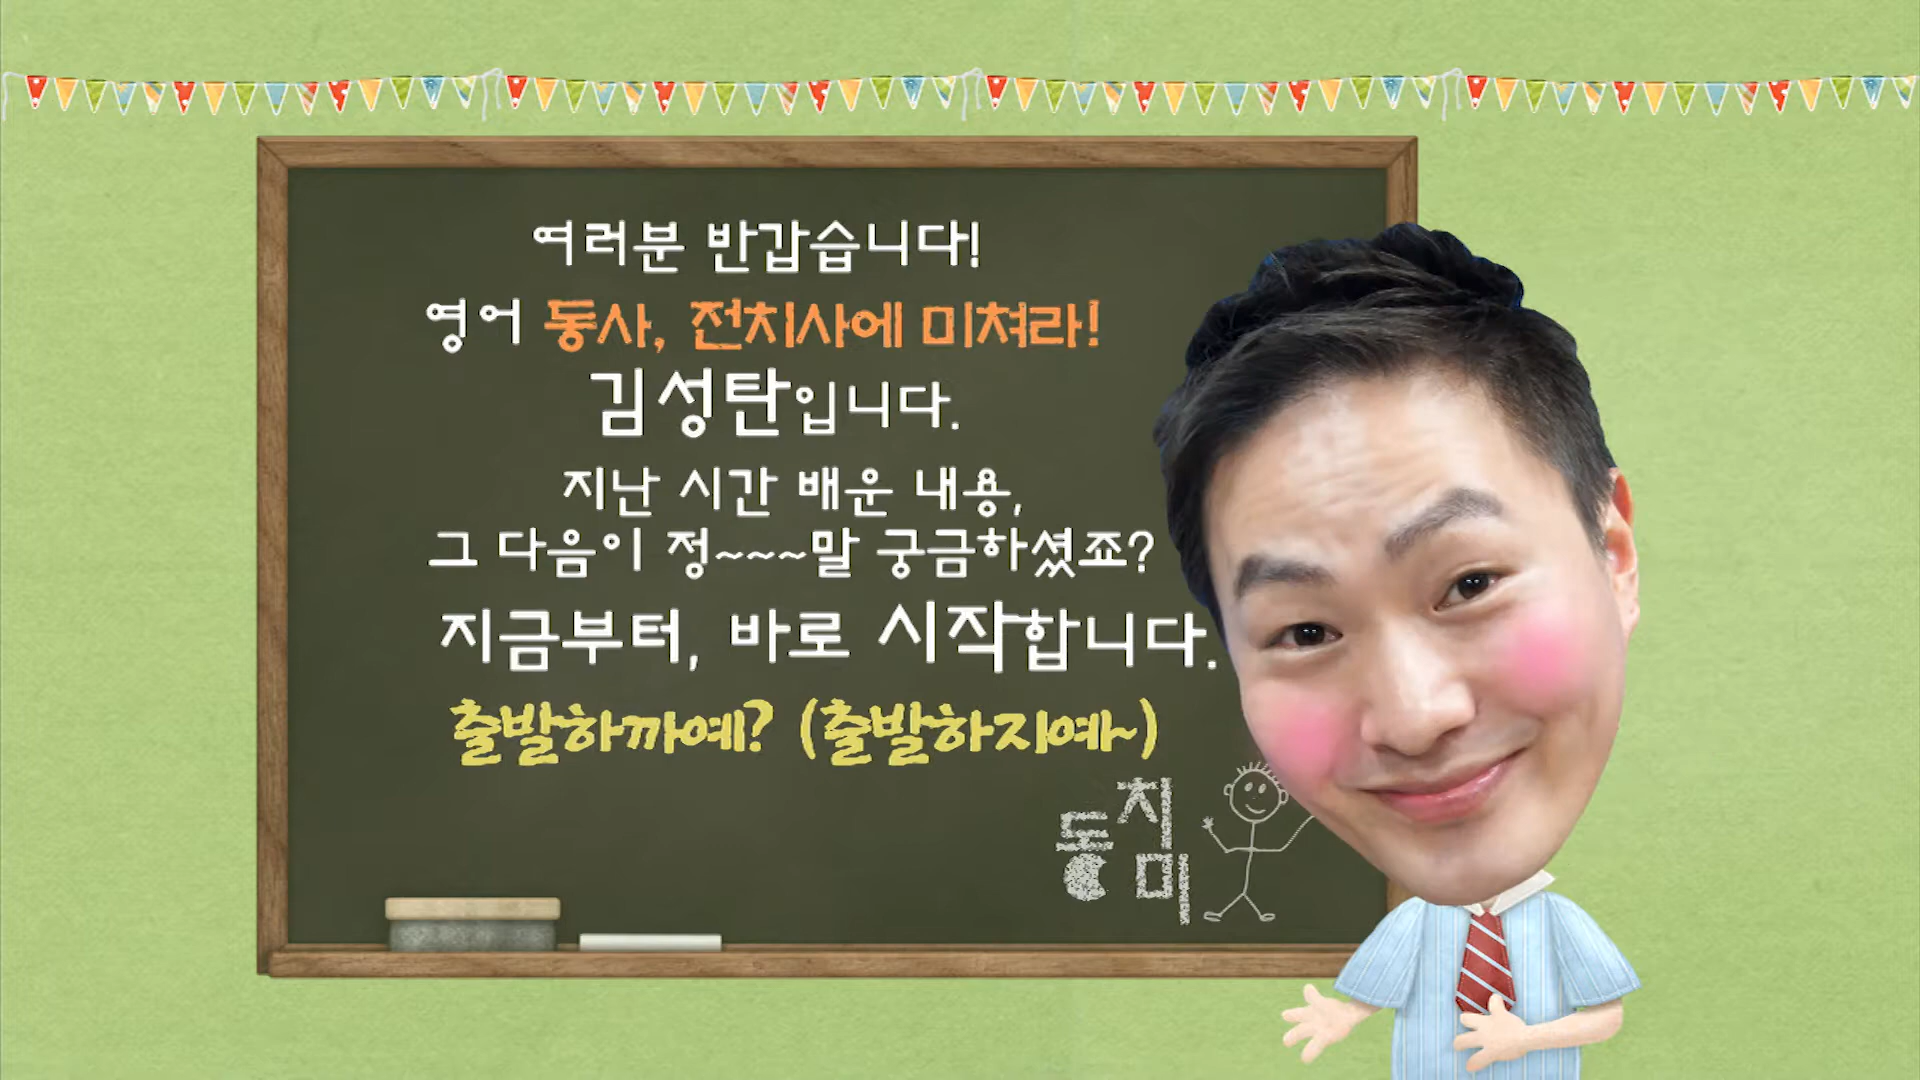 여러분 반갑습니다!
영어 동사, 전치사에 미쳐라!
김성탄입니다.
지난 시간 배운 내용,
그 다음이 정~~~말 궁금하셨죠?
지금부터, 바로 시작합니다.
출발하까예? (출발하지예~)
동치미